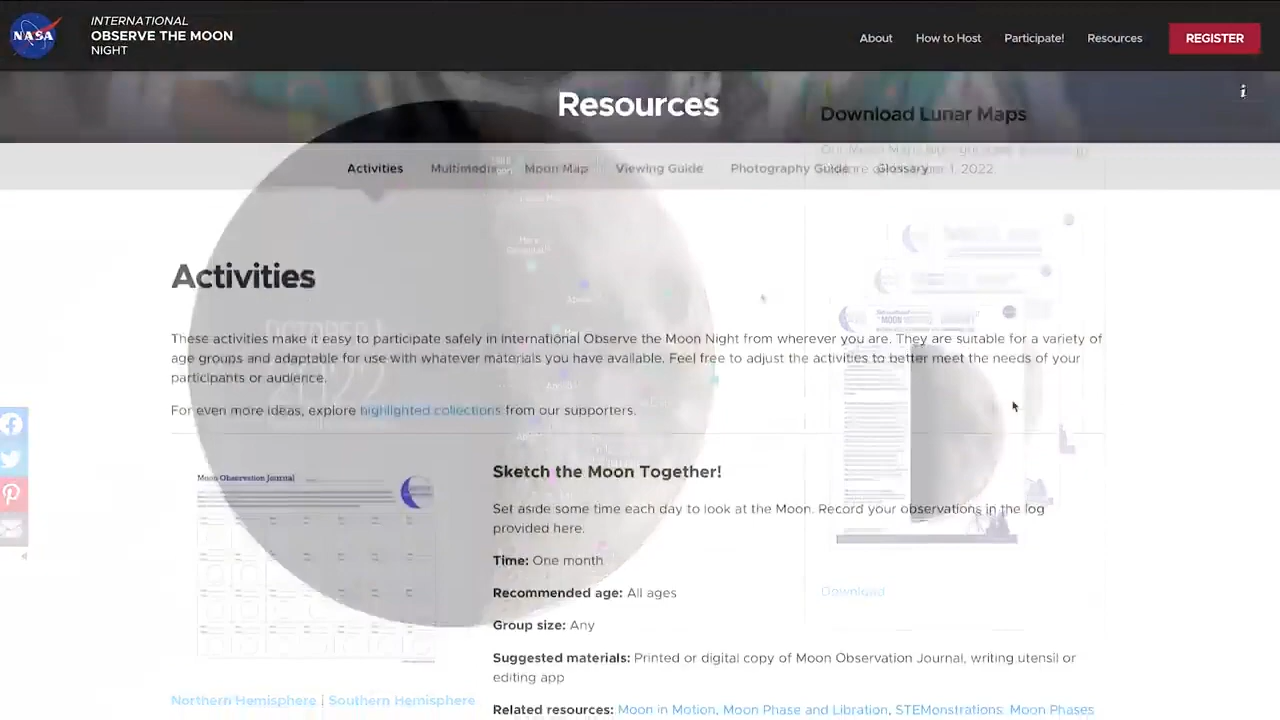 NASA
INTERNATIONAL
OBSERVE THE MOON
NIGHT
About
How to Host
Participate!
Resources
REGISTER
Resources
Download Lunar Maps
1, 2022
Activities
Multimedia
Moon Map
Viewing Guide
Photography Guide
Glossary
Activities
OCTOBER 1
These activities make it easy to participate safely in International Observe the Moon Night from wherever you are. They are suitable for a variety of
age groups and adaptable for use with whatever materials you have available. Feel free to adjust the activities to better meet the needs of your
participants or audience.
For even more ideas, explore highlighted collections from our supporters.
Moon Observation Journal
Sketch the Moon Together!
Set aside some time each day to look at the Moon. Record your observations in the log
provided here.
Time: One month
Recommended age: All ages
Group size: Any
Suggested materials: Printed or digital copy of Moon Observation Journal, writing utensil or
editing app
Related resources: Moon in Motion, Moon Phase and Libration, STEMonstrations: Moon Phases
Northern Hemisphere | Southern Hemisphere
Download